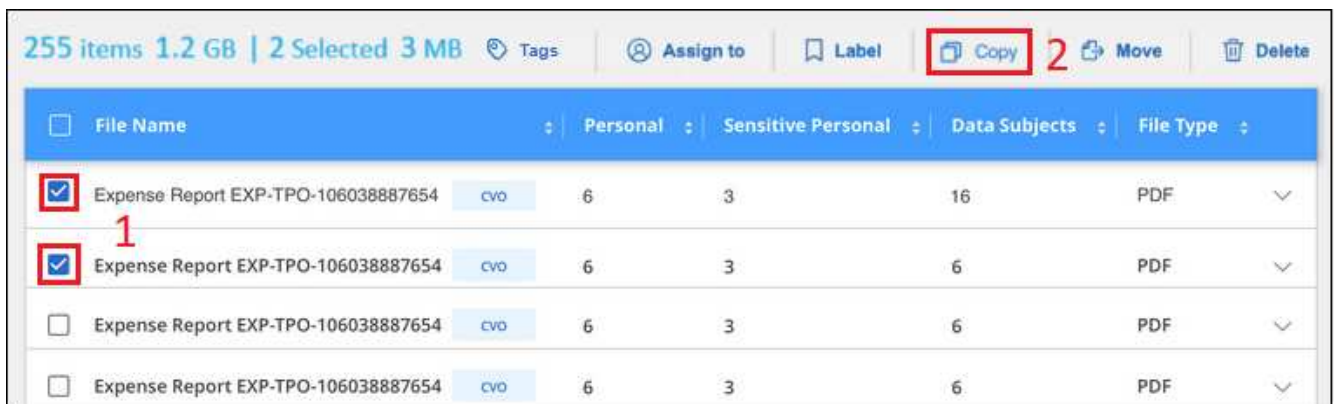 255 items 1.2 GB | 2 Selected 3 MB Tags Assign to Label Copy 2 Move Delete
File Name Personal Sensitive Personal Data Subjects File Type
Expense Report EXP-TPO-106038887654 CVO 6 3 16 PDF
1
Expense Report EXP-TPO-106038887654 CVO 6 3 6 PDF
Expense Report EXP-TPO-106038887654 CVO 6 3 6 PDF
Expense Report EXP-TPO-106038887654 CVO 6 3 6 PDF